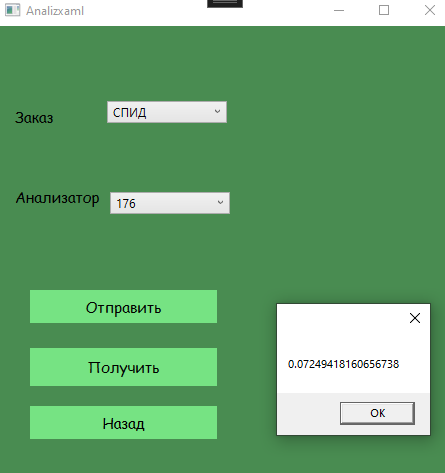 Analizxaml
Заказ
СПИД
Анализатор
176
Отправить
Получить
Назад
0.07249418160656738
OK